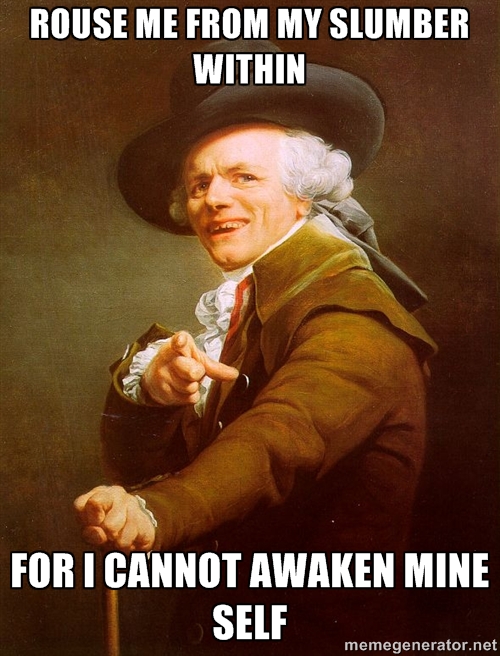 ROUSE ME FROM MY SLUMBER
WITHIN
FOR I CANNOT AWAKEN MINE
SELF
memegenerator.net